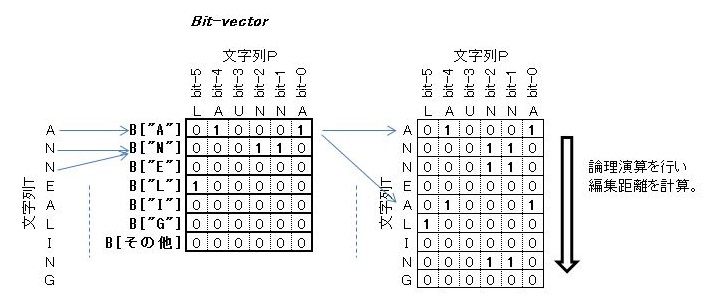 Bit-vector
文字列P
bit-5 bit-4 bit-3 bit-2 bit-1 bit-0
L A U N N A
B["A"] 0 1 0 0 0 1
B["N"] 0 0 0 1 1 0
B["E"] 0 0 0 0 0 0
B["L"] 1 0 0 0 0 0
B["I"] 0 0 0 0 0 0
B["G"] 0 0 0 0 0 0
B[その他] 0 0 0 0 0 0
文字列T
A
N
N
E
A
L
I
N
G
文字列P
bit-5 bit-4 bit-3 bit-2 bit-1 bit-0
L A U N N A
文字列T
A 0 1 0 0 0 1
N 0 0 0 1 1 0
N 0 0 0 1 1 0
E 0 0 0 0 0 0
A 0 1 0 0 0 1
L 1 0 0 0 0 0
I 0 0 0 0 0 0
N 0 0 0 1 1 0
G 0 0 0 0 0 0
論理演算を行い
編集距離を計算。